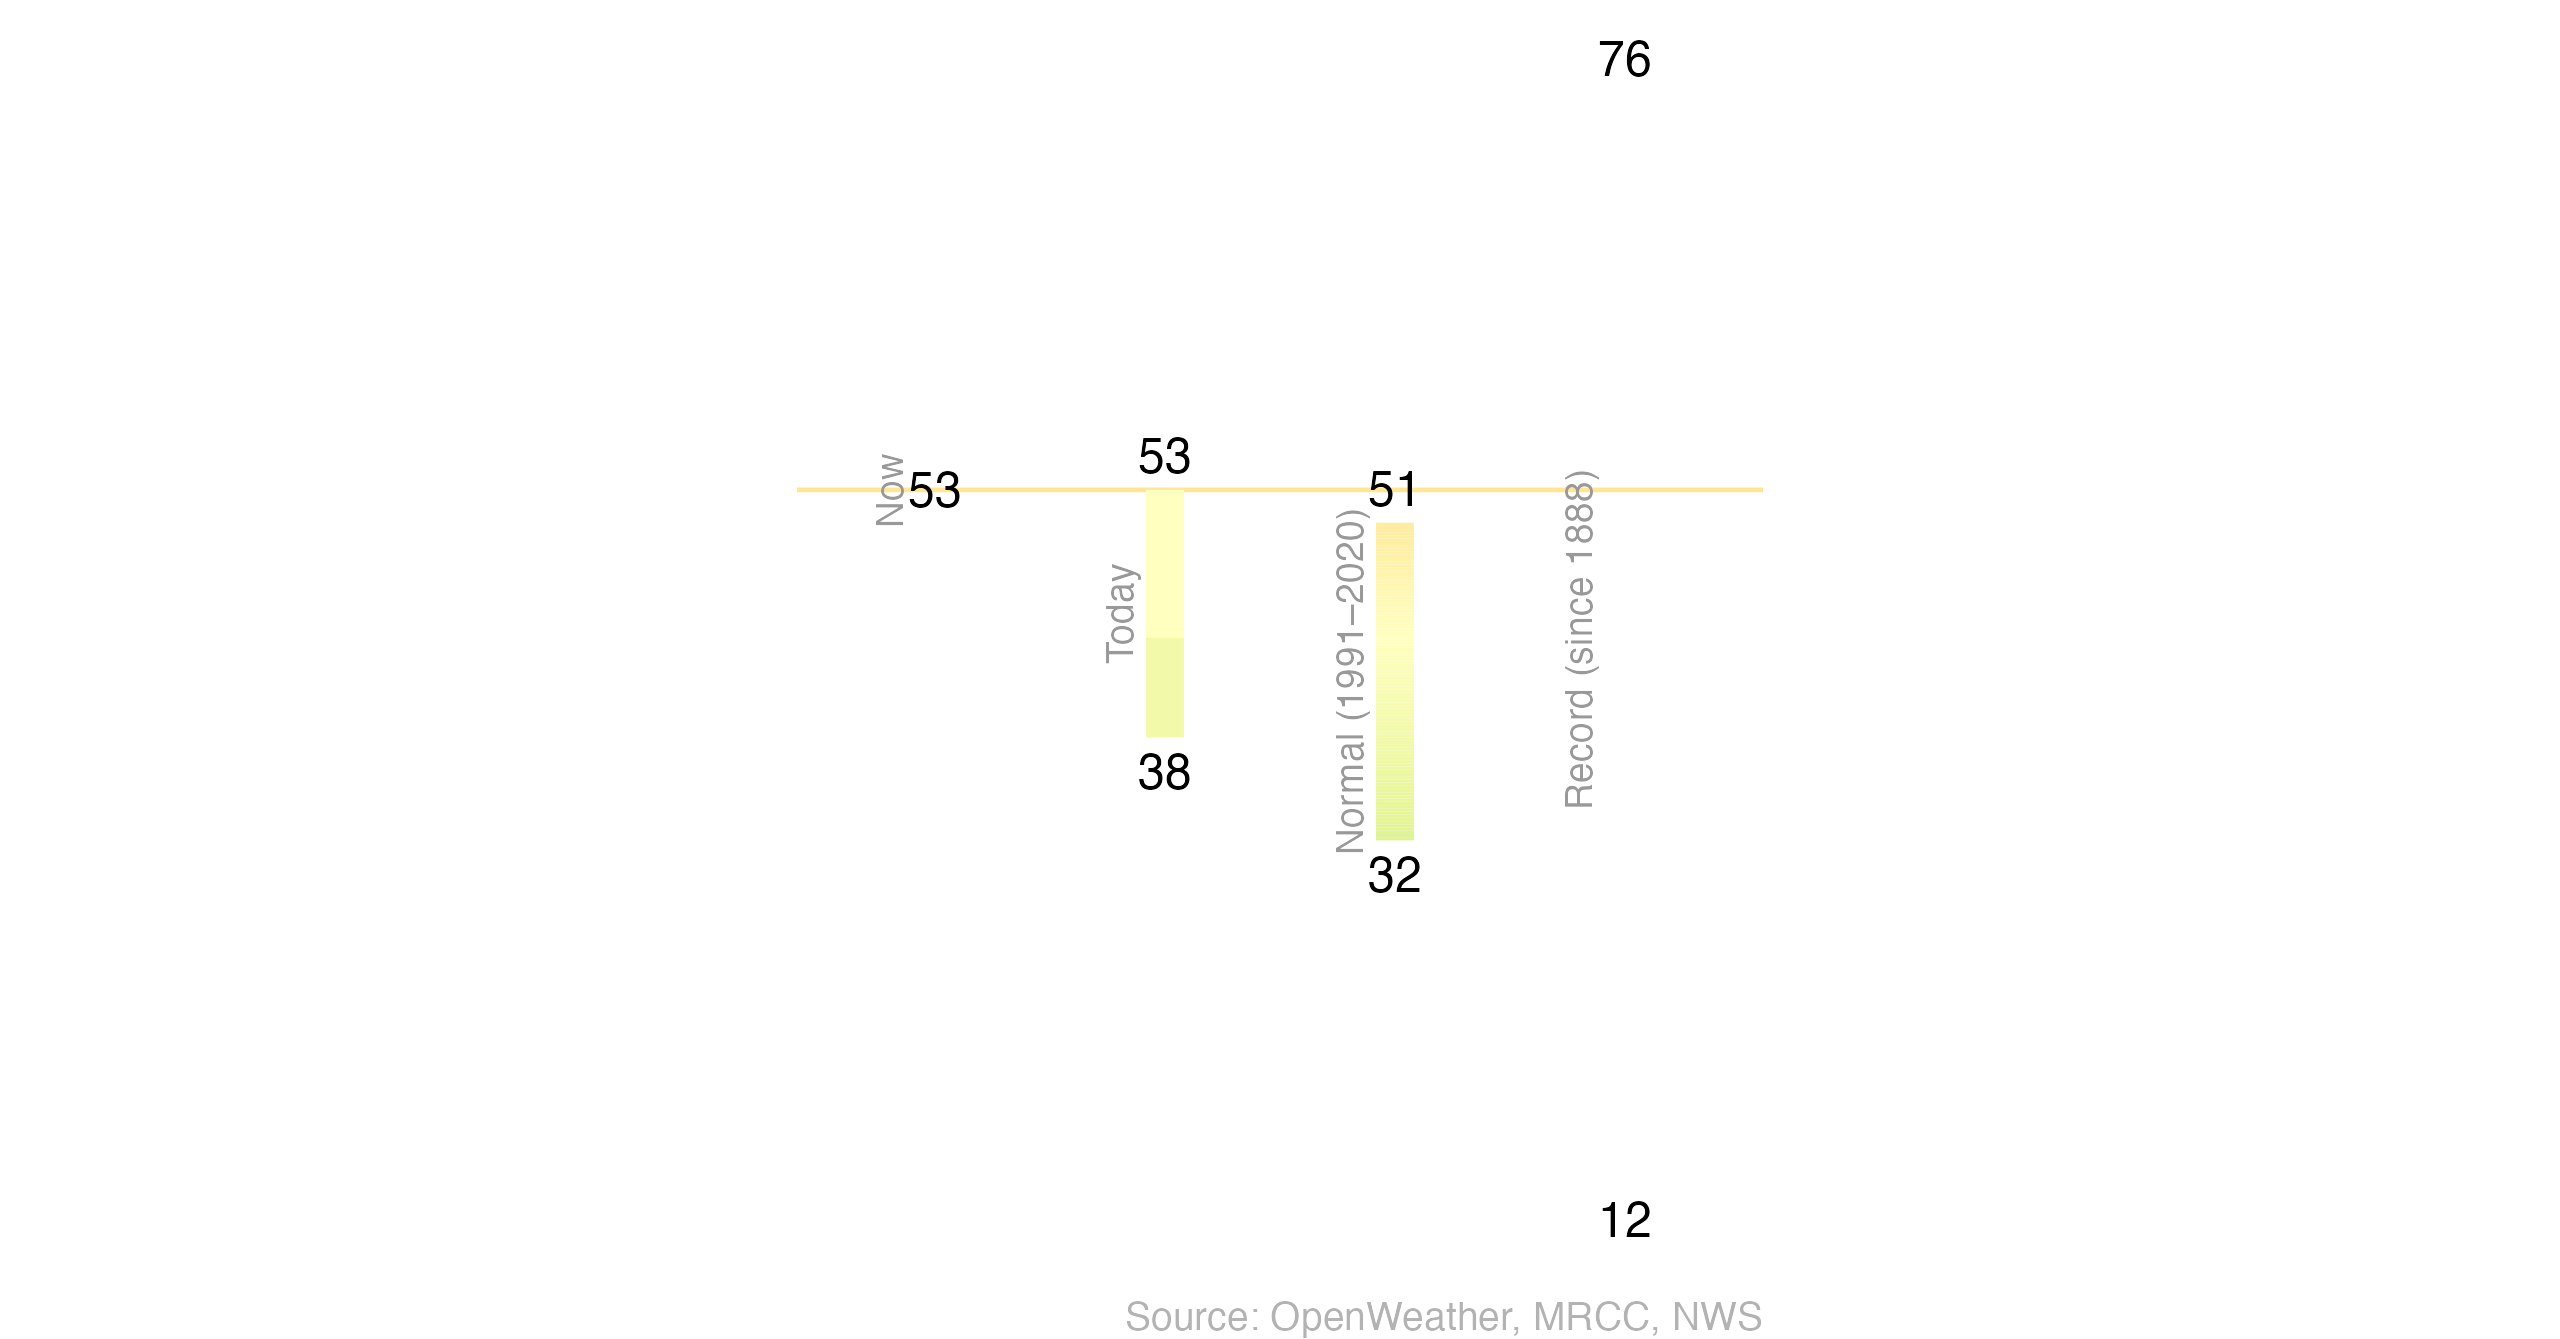 76
53
Now
53
51
Today
38
Normal (1991–2020)
32
Record (since 1888)
12
Source: OpenWeather, MRCC, NWS